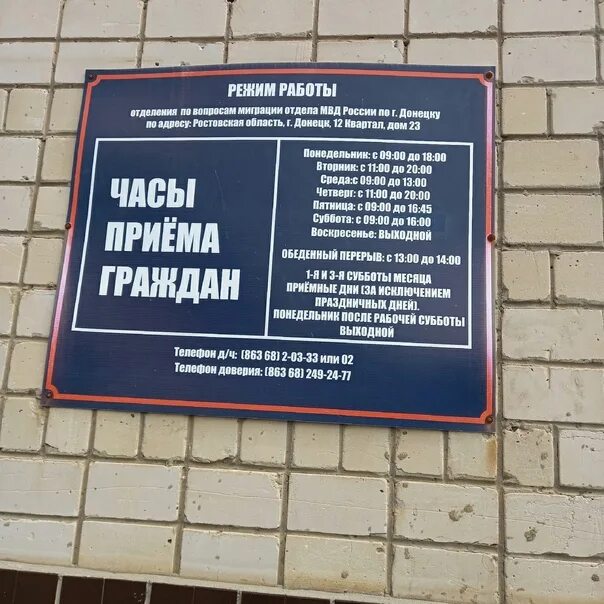 РЕЖИМ РАБОТЫ
отделения по вопросам миграции отдела МВД России по г. Донецку
по адресу: Ростовская область, г. Донецк, 12 Квартал, дом 23
ЧАСЫ
ПРИЁМА
ГРАЖДАН
Понедельник: с 09:00 до 18:00
Вторник: с 11:00 до 20:00
Среда:с 09:00 до 13:00
Четверг: с 11:00 до 20:00
Пятница: с 09:00 до 16:45
Суббота: с 09:00 до 16:00
Воскресенье: ВЫХОДНОЙ
ОБЕДЕННЫЙ ПЕРЕРЫВ: с 13:00 до 14:00
1-Я И 3-Я СУББОТЫ МЕСЯЦА
ПРИЁМНЫЕ ДНИ (ЗА ИСКЛЮЧЕНИЕМ
ПРАЗДНИЧНЫХ ДНЕЙ).
ПОНЕДЕЛЬНИК ПОСЛЕ РАБОЧЕЙ СУББОТЫ
ВЫХОДНОЙ
Телефон д/ч: (863 68) 2-03-33 или 02
Телефон доверия: (863 68) 249-24-77